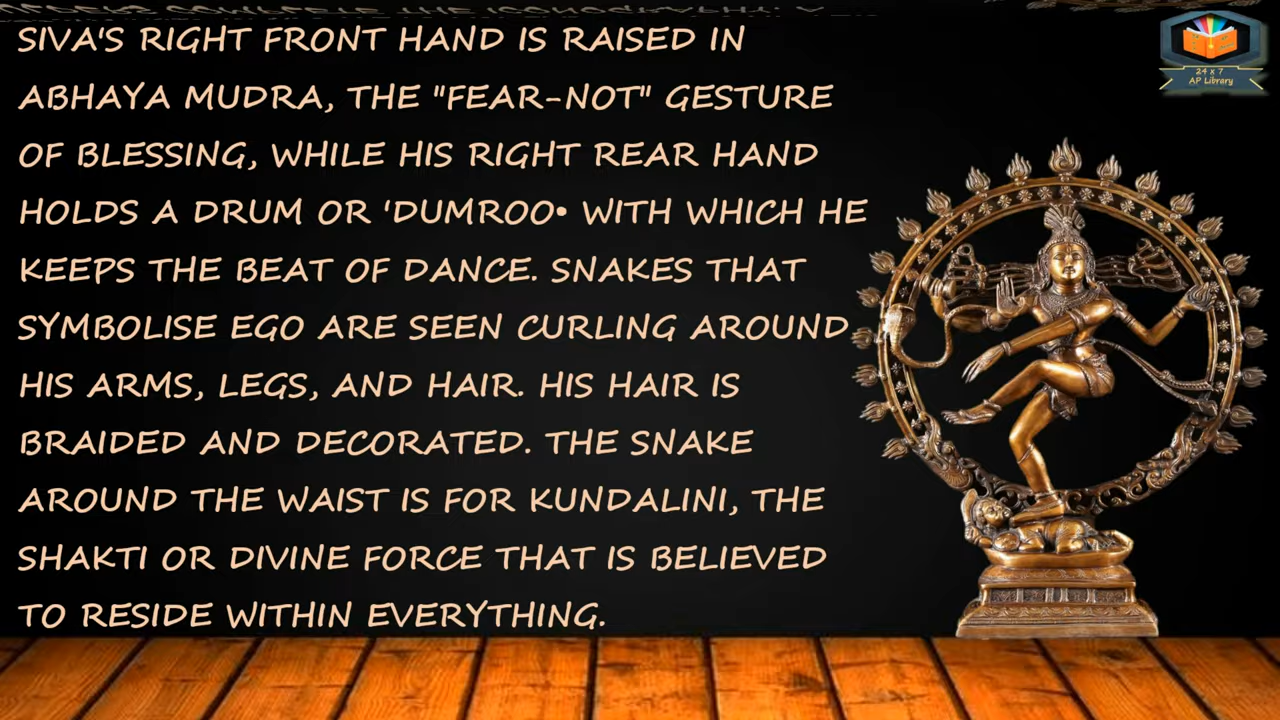 SIVA'S RIGHT FRONT HAND IS RAISED IN
ABHAYA MUDRA, THE "FEAR-NOT" GESTURE
OF BLESSING, WHILE HIS RIGHT REAR HAND
HOLDS A DRUM OR 'DUMROO• WITH WHICH HE
KEEPS THE BEAT OF DANCE. SNAKES THAT
SYMBOLISE EGO ARE SEEN CURLING AROUND
HIS ARMS, LEGS, AND HAIR. HIS HAIR IS
BRAIDED AND DECORATED. THE SNAKE
AROUND THE WAIST IS FOR KUNDALINI, THE
SHAKTI OR DIVINE FORCE THAT IS BELIEVED
TO RESIDE WITHIN EVERYTHING.
24 x 7
AP Library